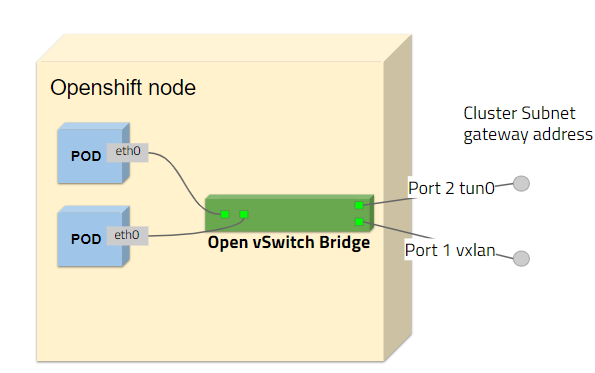 Openshift node
Cluster Subnet
gateway address
POD
eth0
Port 2 tun0
POD
eth0
Open vSwitch Bridge
Port 1 vxlan